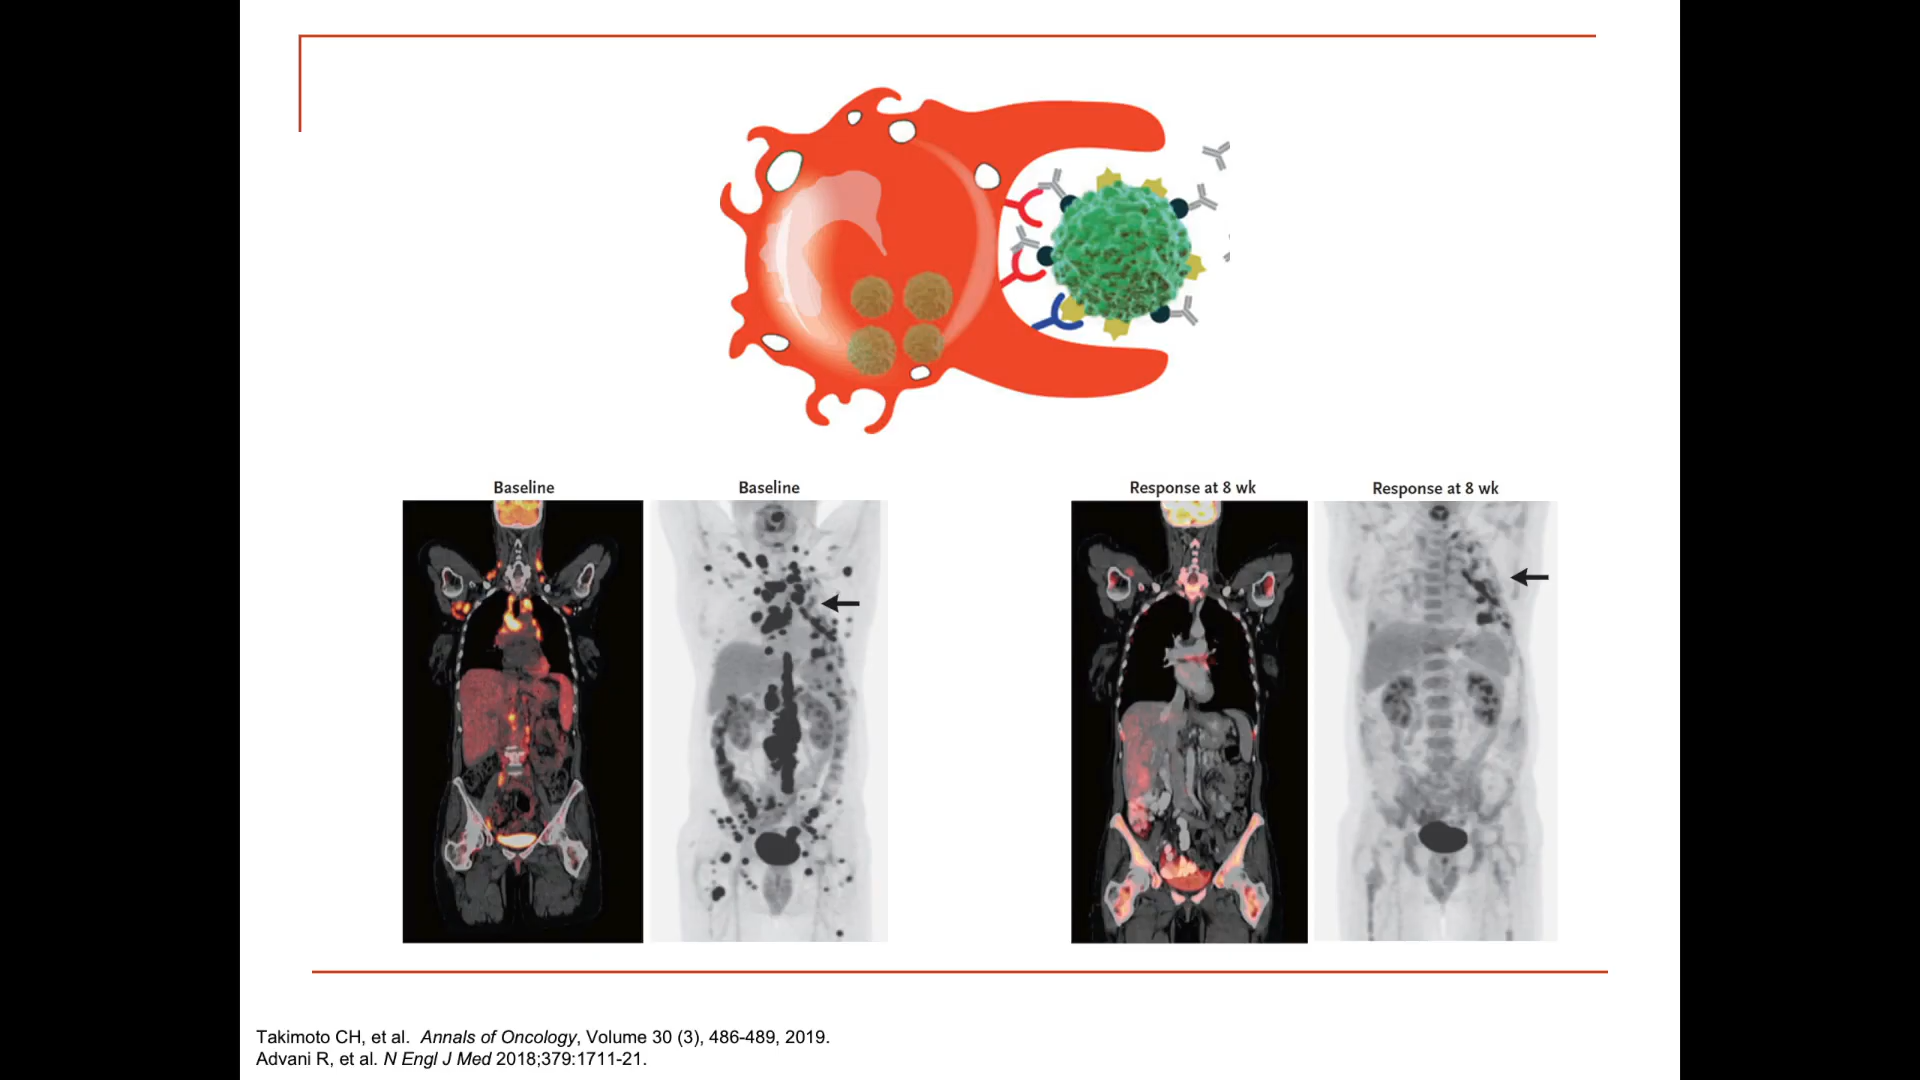 Baseline
Baseline
Response at 8 wk
Response at 8 wk
Takimoto CH, et al. Annals of Oncology, Volume 30 (3), 486-489, 2019.
Advani R, et al. N Engl J Med 2018;379:1711-21.